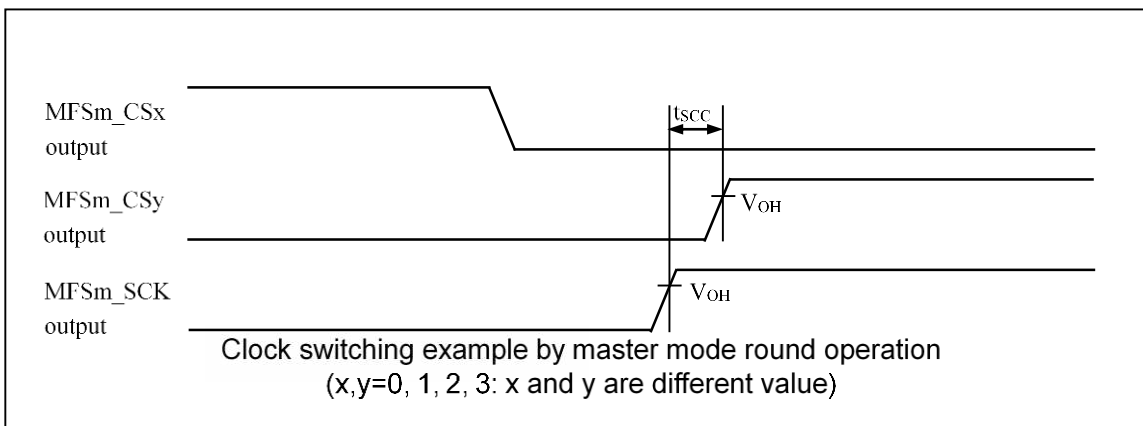 tSCC
MFSm_CSx
output
MFSm_CSy
output
VOH
MFSm_SCK
output
VOH
Clock switching example by master mode round operation
(x,y=0, 1, 2, 3: x and y are different value)